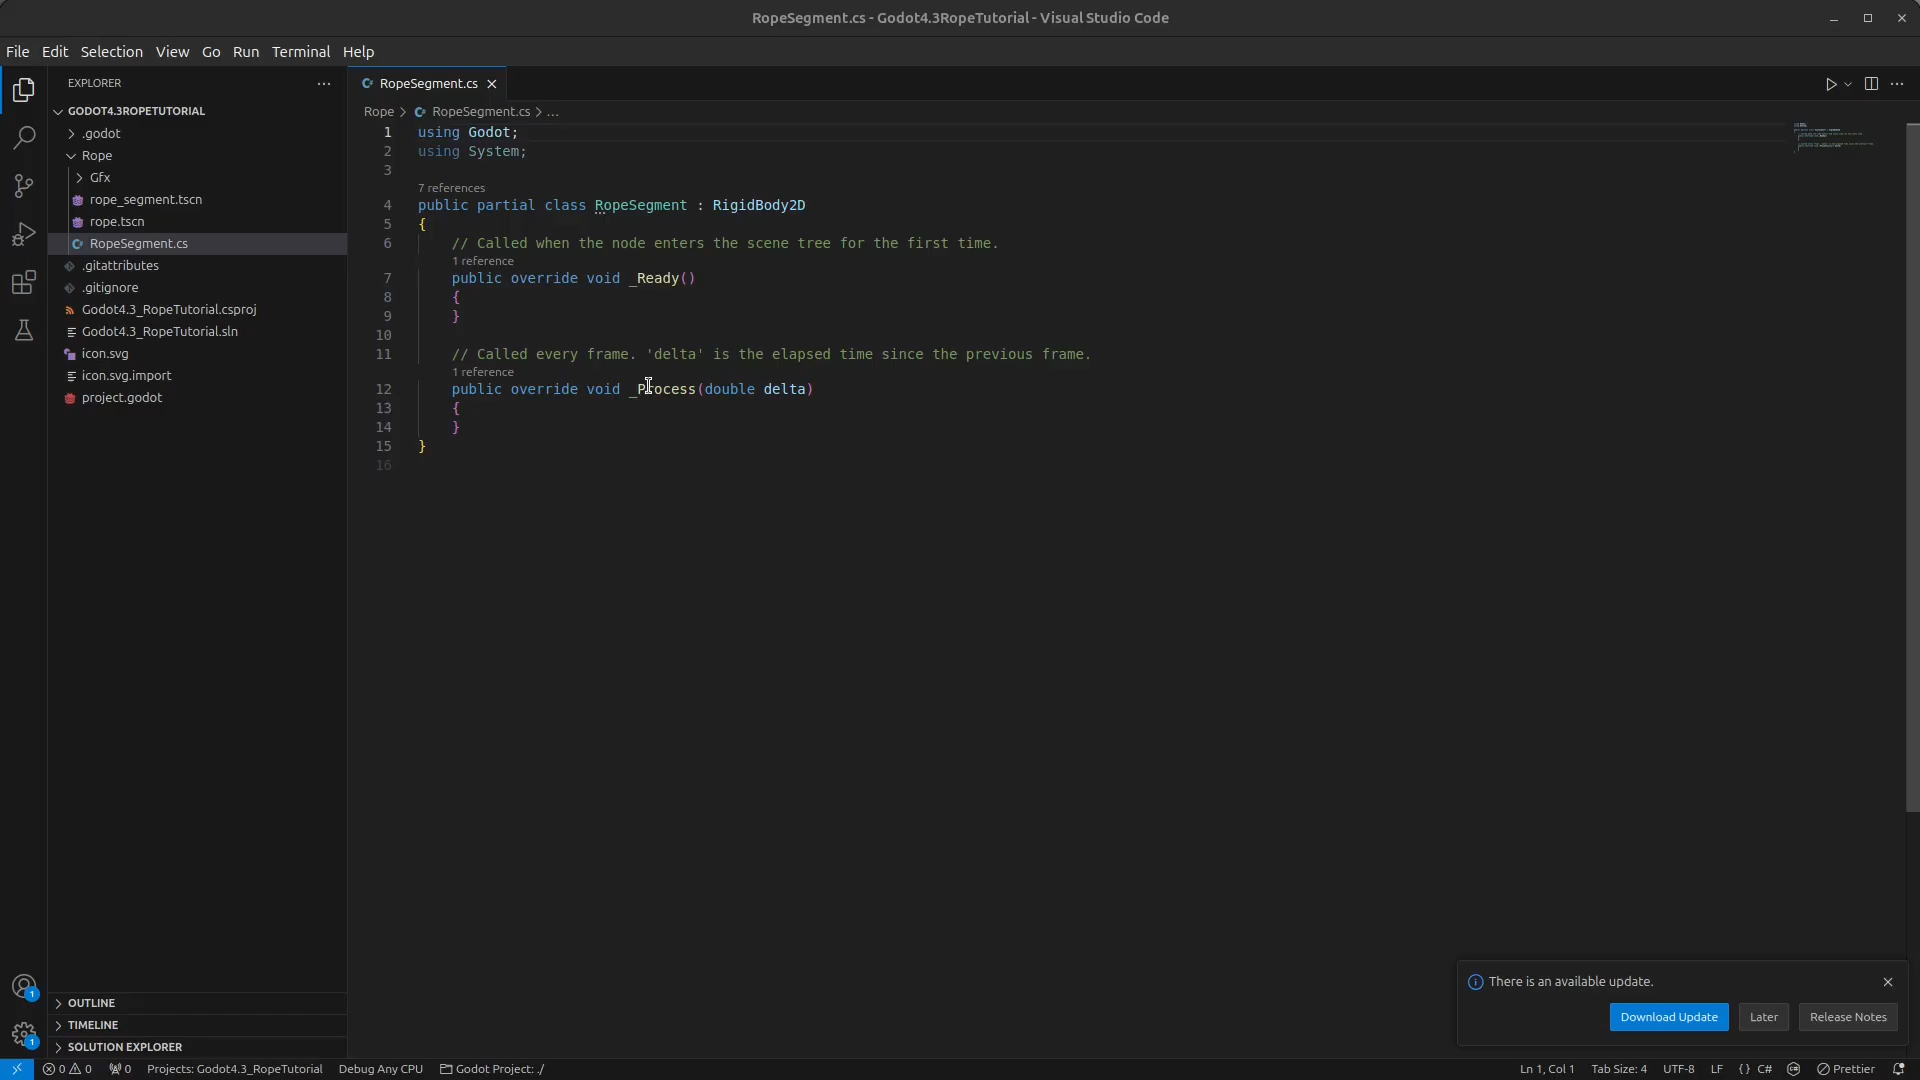 RopeSegment.cs - Godot4.3RopeTutorial - Visual Studio Code
File Edit Selection View Go Run Terminal Help
EXPLORER
GODOT4.3ROPETUTORIAL
.godot
Rope
Gfx
rope_segment.tscn
rope.tscn
RopeSegment.cs
.gitattributes
.gitignore
Godot4.3_RopeTutorial.csproj
Godot4.3_RopeTutorial.sln
icon.svg
icon.svg.import
project.godot
OUTLINE
TIMELINE
SOLUTION EXPLORER
RopeSegment.cs
Rope > RopeSegment.cs > ...
1 using Godot;
2 using System;
3
7 references
4 public partial class RopeSegment : RigidBody2D
5 {
6 // Called when the node enters the scene tree for the first time.
1 reference
7 public override void _Ready()
8 {
9 }
10
11 // Called every frame. 'delta' is the elapsed time since the previous frame.
1 reference
12 public override void _Process(double delta)
13 {
14 }
15 }
16
There is an available update.
Download Update Later Release Notes
1
1
0 0 0 Projects: Godot4.3_RopeTutorial Debug Any CPU Godot Project: ./ Ln 1, Col 1 Tab Size: 4 UTF-8 LF {} C# Prettier